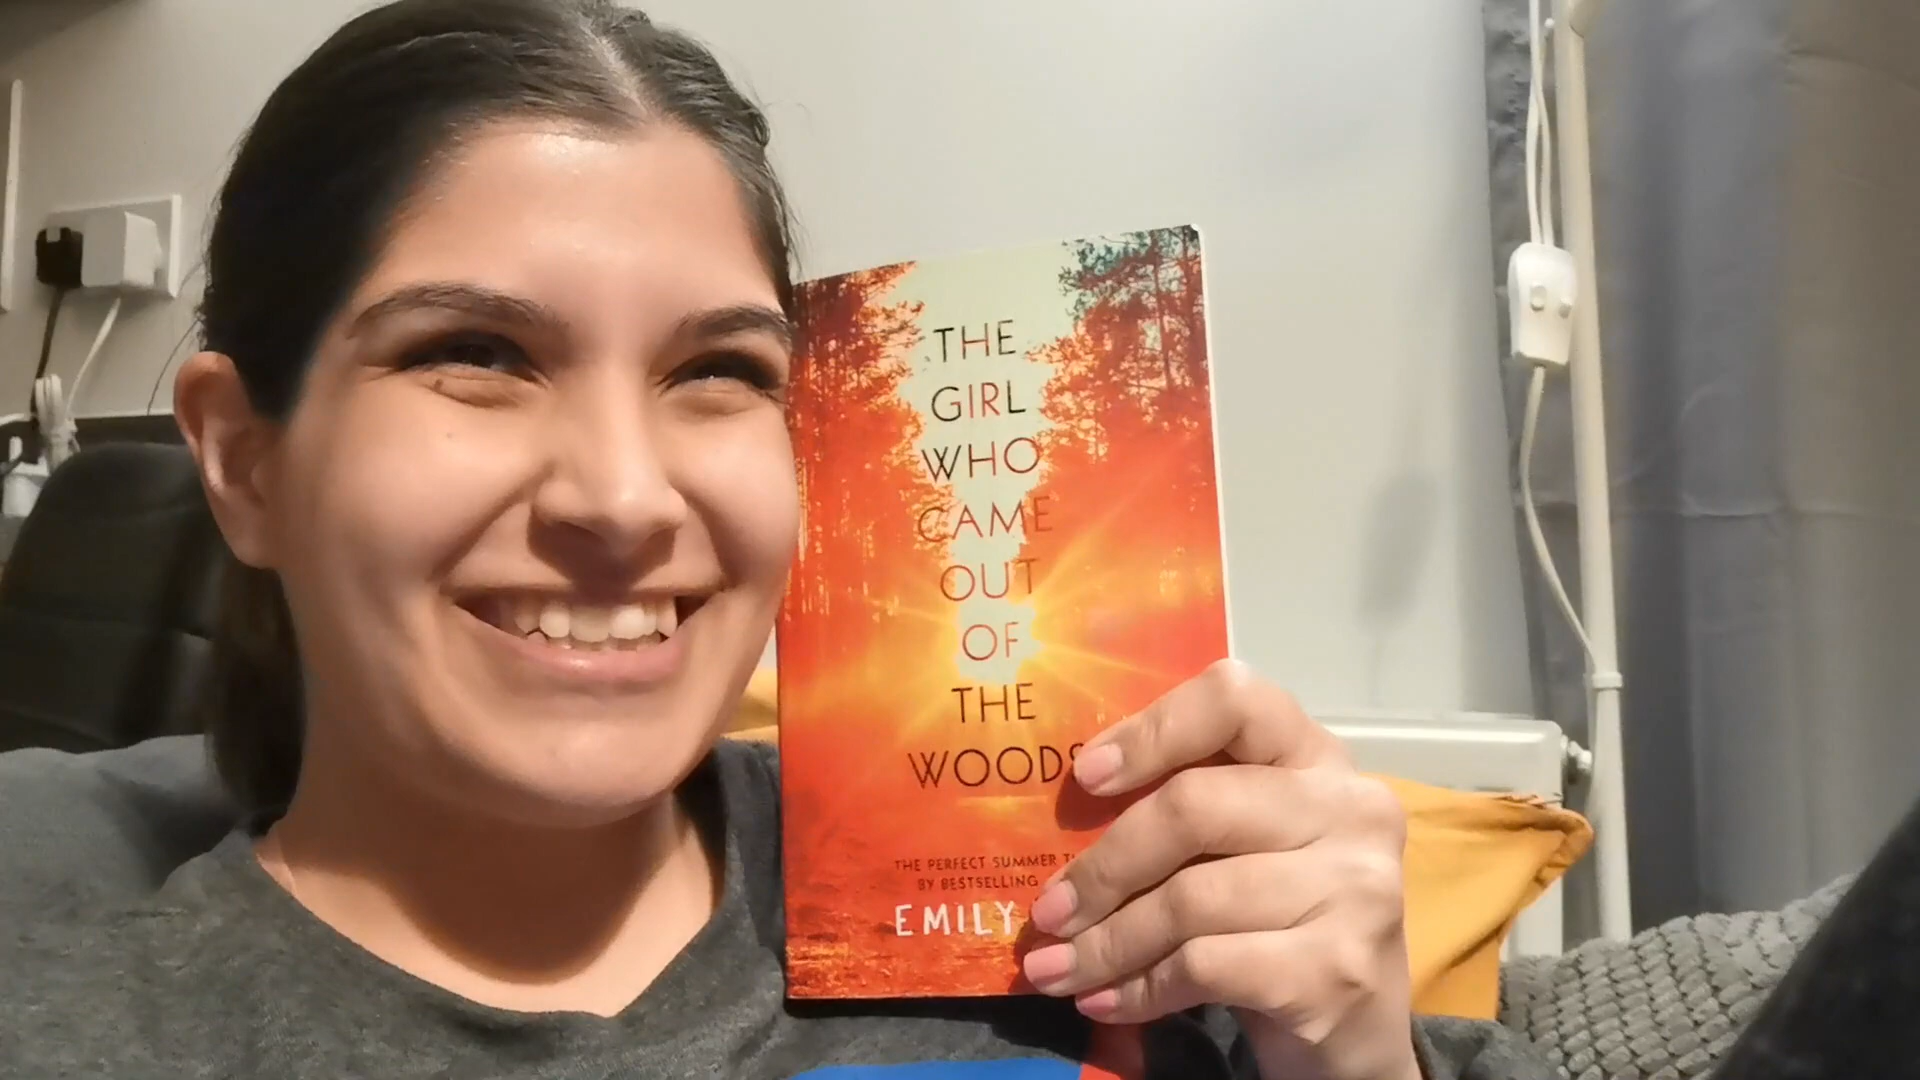 THE
GIRL
WHO
CAME
OUT
OF
THE
WOODS
THE PERFECT SUMMER
BY BESTSELLING
EMILY